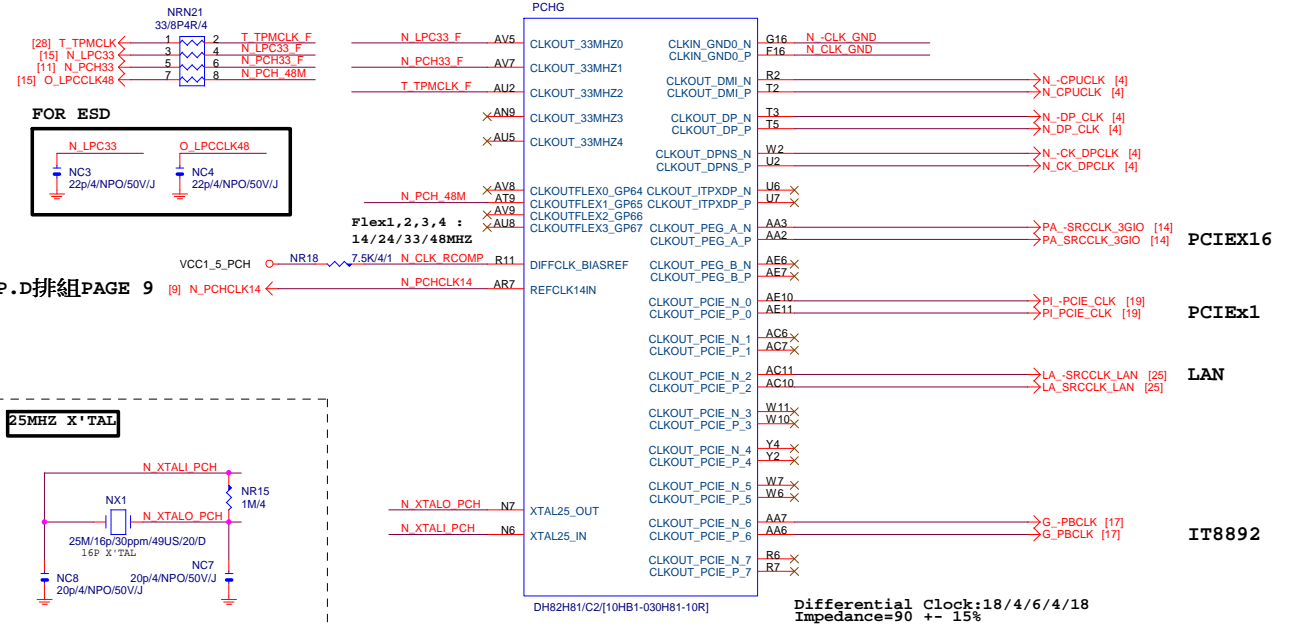 NRN21
33/8P4R/4
[28] T_TPMCLK 1 2 T_TPMCLK_F
[15] N_LPC33 3 4 N_LPC33_F
[11] N_PCH33 5 6 N_PCH33_F
[15] O_LPCCLK48 7 8 N_PCH_48M
FOR ESD
N_LPC33 O_LPCCLK48
NC3 NC4
22p/4/NPO/50V/J 22p/4/NPO/50V/J
PCHG
N_LPC33_F AV5 CLKOUT_33MHZ0
N_PCH33_F AV7 CLKOUT_33MHZ1
T_TPMCLK_F AU2 CLKOUT_33MHZ2
AN9 CLKOUT_33MHZ3
AU5 CLKOUT_33MHZ4
AV8 CLKOUTFLEX0_GP64
N_PCH_48M AT9 CLKOUTFLEX1_GP65
AV9 CLKOUTFLEX2_GP66
AU8 CLKOUTFLEX3_GP67
Flex1,2,3,4 :
14/24/33/48MHZ
VCC1_5_PCH NR18 7.5K/4/1 N_CLK_RCOMP R11 DIFFCLK_BIASREF
P.D排組PAGE 9 [9] N_PCHCLK14 N_PCHCLK14 AR7 REFCLK14IN
N_XTALO_PCH N7 XTAL25_OUT
N_XTALI_PCH N6 XTAL25_IN
CLKIN_GND0_N G16 N_-CLK_GND
CLKIN_GND0_P F16 N_CLK_GND
CLKOUT_DMI_N R2 N_-CPUCLK [4]
CLKOUT_DMI_P T2 N_CPUCLK [4]
CLKOUT_DP_N T3 N_-DP_CLK [4]
CLKOUT_DP_P T5 N_DP_CLK [4]
CLKOUT_DPNS_N W2 N_-CK_DPCLK [4]
CLKOUT_DPNS_P U2 N_CK_DPCLK [4]
CLKOUT_ITPXDP_N U6
CLKOUT_ITPXDP_P U7
CLKOUT_PEG_A_N AA3 PA_-SRCCLK_3GIO [14]
CLKOUT_PEG_A_P AA2 PA_SRCCLK_3GIO [14] PCIEX16
CLKOUT_PEG_B_N AE6
CLKOUT_PEG_B_P AE7
CLKOUT_PCIE_N_0 AE10 PI_-PCIE_CLK [19]
CLKOUT_PCIE_P_0 AE11 PI_PCIE_CLK [19] PCIEx1
CLKOUT_PCIE_N_1 AC6
CLKOUT_PCIE_P_1 AC7
CLKOUT_PCIE_N_2 AC11 LA_-SRCCLK_LAN [25] LAN
CLKOUT_PCIE_P_2 AC10 LA_SRCCLK_LAN [25]
CLKOUT_PCIE_N_3 W11
CLKOUT_PCIE_P_3 W10
CLKOUT_PCIE_N_4 Y4
CLKOUT_PCIE_P_4 Y2
CLKOUT_PCIE_N_5 W7
CLKOUT_PCIE_P_5 W6
CLKOUT_PCIE_N_6 AA7 G_-PBCLK [17]
CLKOUT_PCIE_P_6 AA6 G_PBCLK [17] IT8892
CLKOUT_PCIE_N_7 R6
CLKOUT_PCIE_P_7 R7
25MHZ X'TAL
N_XTALI_PCH
NR15
1M/4
NX1 N_XTALO_PCH
25M/16p/30ppm/49US/20/D
16P X'TAL
NC8 NC7
20p/4/NPO/50V/J 20p/4/NPO/50V/J
DH82H81/C2/[10HB1-030H81-10R]
Differential Clock:18/4/6/4/18
Impedance=90 +- 15%